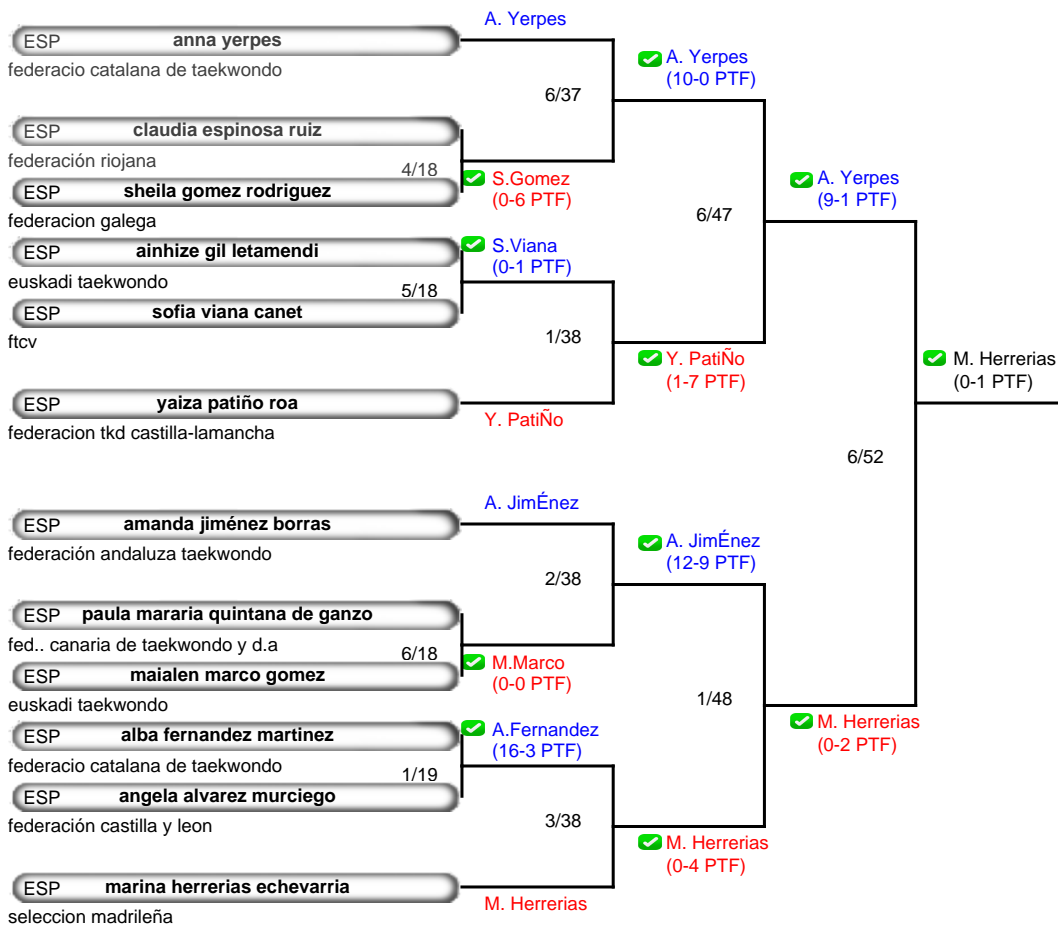 A. Yerpes
ESP anna yerpes
federacio catalana de taekwondo
A. Yerpes
(10-0 PTF)
6/37
ESP claudia espinosa ruiz
federación riojana
4/18
S.Gomez
(0-6 PTF)
ESP sheila gomez rodriguez
federacion galega
A. Yerpes
(9-1 PTF)
6/47
ESP ainhize gil letamendi
euskadi taekwondo
S.Viana
(0-1 PTF)
5/18
ESP sofia viana canet
ftcv
1/38
Y. PatiÑo
(1-7 PTF)
M. Herrerias
(0-1 PTF)
ESP yaiza patiño roa
federacion tkd castilla-lamancha
Y. PatiÑo
6/52
A. JimÉnez
ESP amanda jiménez borras
federación andaluza taekwondo
A. JimÉnez
(12-9 PTF)
2/38
ESP paula mararia quintana de ganzo
fed.. canaria de taekwondo y d.a
6/18
M.Marco
(0-0 PTF)
ESP maialen marco gomez
euskadi taekwondo
1/48
M. Herrerias
(0-2 PTF)
ESP alba fernandez martinez
federacio catalana de taekwondo
A.Fernandez
(16-3 PTF)
1/19
ESP angela alvarez murciego
federación castilla y leon
3/38
M. Herrerias
(0-4 PTF)
ESP marina herrerias echevarria
seleccion madrileña
M. Herrerias